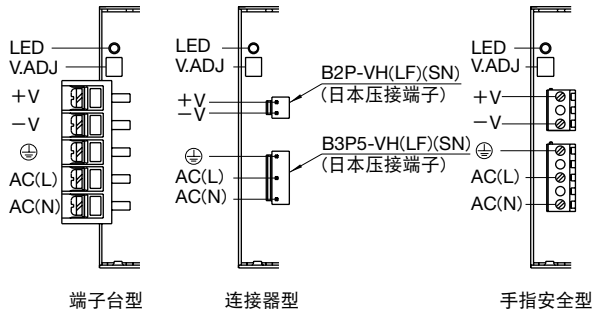 LED
V.ADJ
+V
−V
AC(L)
AC(N)
端子台型
LED
V.ADJ
+V
−V
AC(L)
AC(N)
B2P-VH(LF)(SN)
(日本压接端子)
B3P5-VH(LF)(SN)
(日本压接端子)
连接器型
LED
V.ADJ
+V
−V
AC(L)
AC(N)
手指安全型